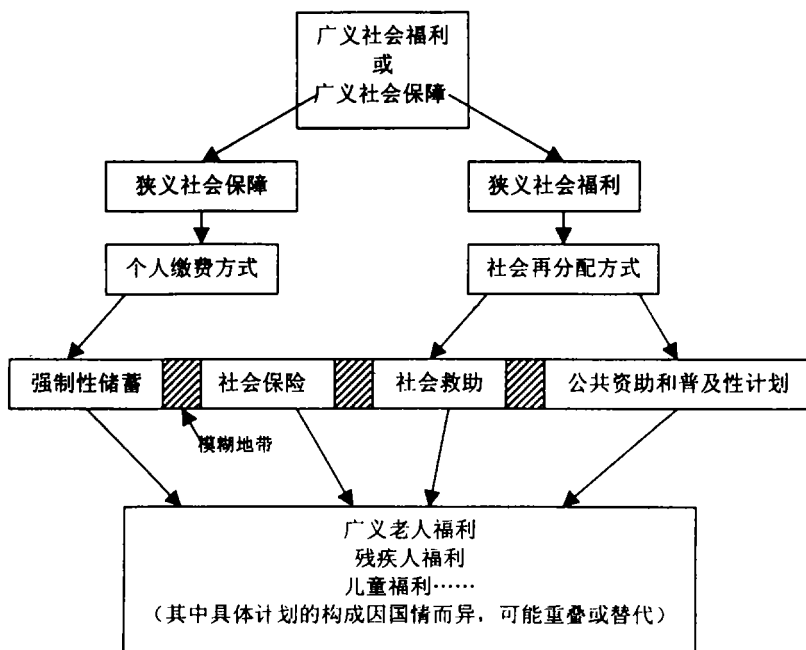 广义社会福利
或
广义社会保障
狭义社会保障
狭义社会福利
个人缴费方式
社会再分配方式
强制性储蓄
社会保险
社会救助
公共资助和普及性计划
模糊地带
广义老人福利
残疾人福利
儿童福利……
（其中具体计划的构成因国情而异，可能重叠或替代）